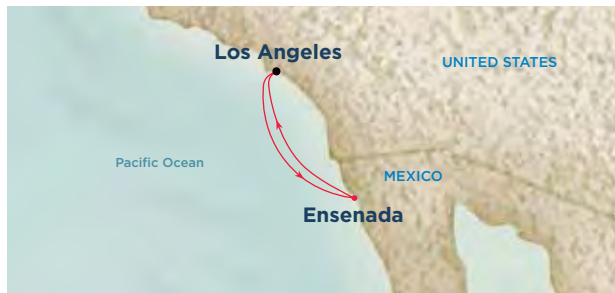 Los Angeles
UNITED STATES
Pacific Ocean
MEXICO
Ensenada